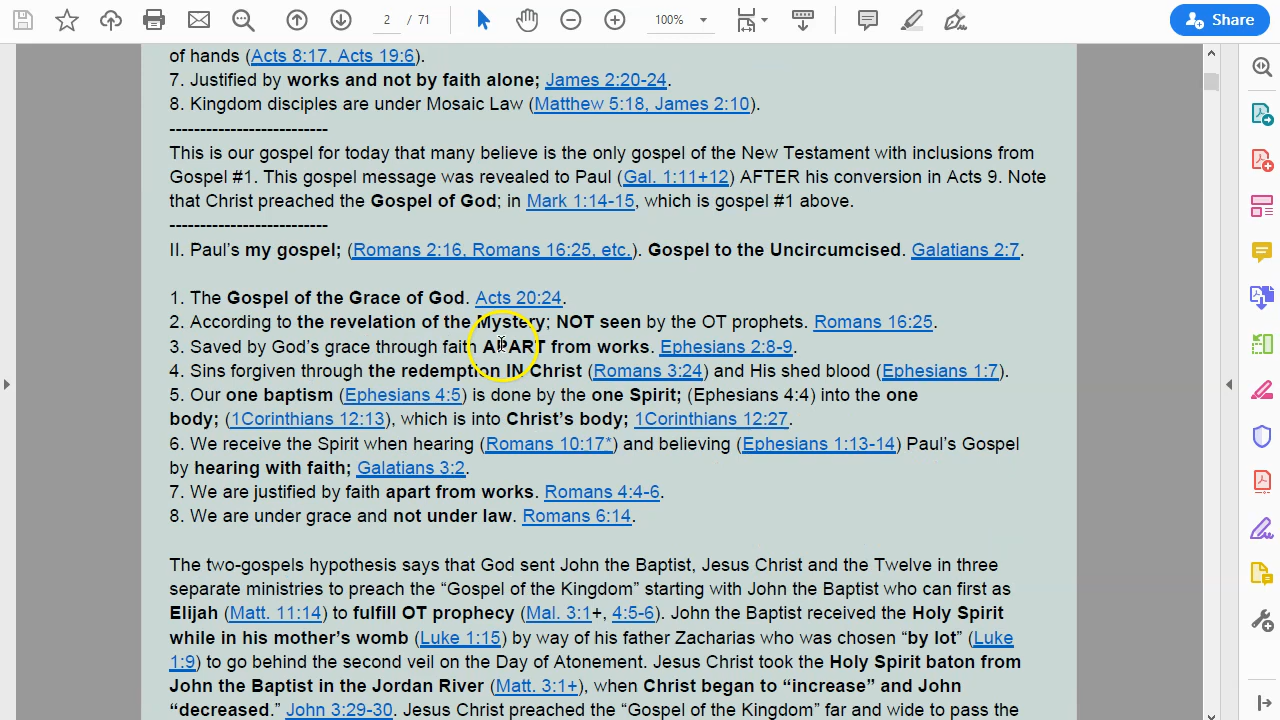 2 / 71 100% Share
of hands (Acts 8:17, Acts 19:6).
7. Justified by works and not by faith alone; James 2:20-24.
8. Kingdom disciples are under Mosaic Law (Matthew 5:18, James 2:10).
--------------------------
This is our gospel for today that many believe is the only gospel of the New Testament with inclusions from
Gospel #1. This gospel message was revealed to Paul (Gal. 1:11+12) AFTER his conversion in Acts 9. Note
that Christ preached the Gospel of God; in Mark 1:14-15, which is gospel #1 above.
--------------------------
II. Paul's my gospel; (Romans 2:16, Romans 16:25, etc.). Gospel to the Uncircumcised. Galatians 2:7.
1. The Gospel of the Grace of God. Acts 20:24.
2. According to the revelation of the Mystery; NOT seen by the OT prophets. Romans 16:25.
3. Saved by God's grace through faith APART from works. Ephesians 2:8-9.
4. Sins forgiven through the redemption IN Christ (Romans 3:24) and His shed blood (Ephesians 1:7).
5. Our one baptism (Ephesians 4:5) is done by the one Spirit; (Ephesians 4:4) into the one
body; (1Corinthians 12:13), which is into Christ's body; 1Corinthians 12:27.
6. We receive the Spirit when hearing (Romans 10:17*) and believing (Ephesians 1:13-14) Paul's Gospel
by hearing with faith; Galatians 3:2.
7. We are justified by faith apart from works. Romans 4:4-6.
8. We are under grace and not under law. Romans 6:14.
The two-gospels hypothesis says that God sent John the Baptist, Jesus Christ and the Twelve in three
separate ministries to preach the “Gospel of the Kingdom” starting with John the Baptist who can first as
Elijah (Matt. 11:14) to fulfill OT prophecy (Mal. 3:1+, 4:5-6). John the Baptist received the Holy Spirit
while in his mother's womb (Luke 1:15) by way of his father Zacharias who was chosen “by lot” (Luke
1:9) to go behind the second veil on the Day of Atonement. Jesus Christ took the Holy Spirit baton from
John the Baptist in the Jordan River (Matt. 3:1+), when Christ began to “increase” and John
“decreased.” John 3:29-30. Jesus Christ preached the “Gospel of the Kingdom” far and wide to pass the